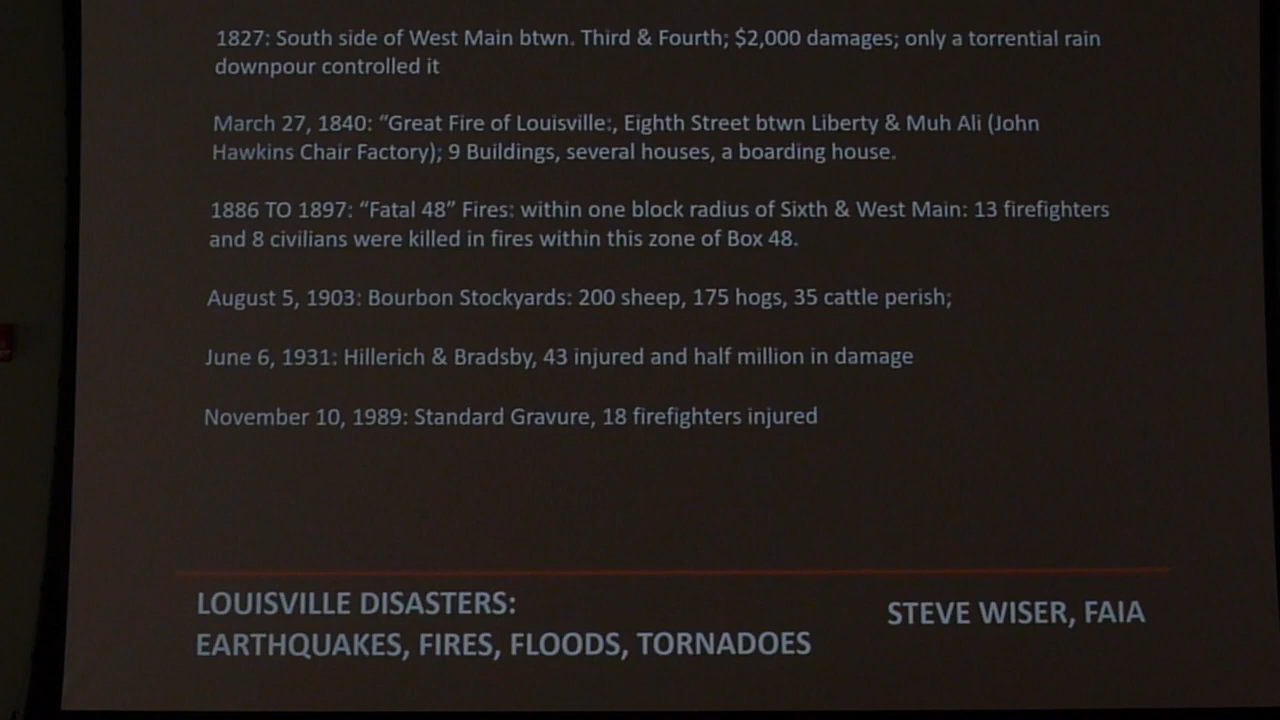 1827: South side of West Main btwn. Third & Fourth; $2,000 damages; only a torrential rain
downpour controlled it
March 27, 1840: “Great Fire of Louisville:, Eighth Street btwn Liberty & Muh Ali (John
Hawkins Chair Factory); 9 Buildings, several houses, a boarding house.
1886 TO 1897: “Fatal 48” Fires: within one block radius of Sixth & West Main: 13 firefighters
and 8 civilians were killed in fires within this zone of Box 48.
August 5, 1903: Bourbon Stockyards: 200 sheep, 175 hogs, 35 cattle perish;
June 6, 1931: Hillerich & Bradsby, 43 injured and half million in damage
November 10, 1989: Standard Gravure, 18 firefighters injured
LOUISVILLE DISASTERS:
EARTHQUAKES, FIRES, FLOODS, TORNADOES
STEVE WISER, FAIA